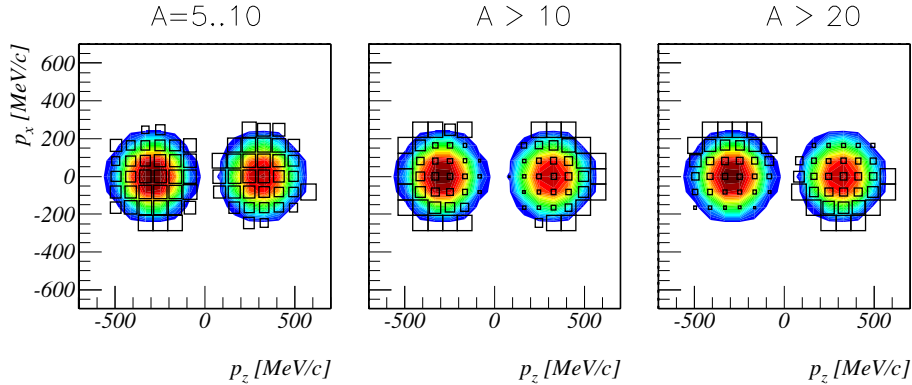 A=5..10
A > 10
A > 20
p_x [MeV/c]
600
400
200
0
-200
-400
-600
-500 0 500
-500 0 500
-500 0 500
p_z [MeV/c]
p_z [MeV/c]
p_z [MeV/c]